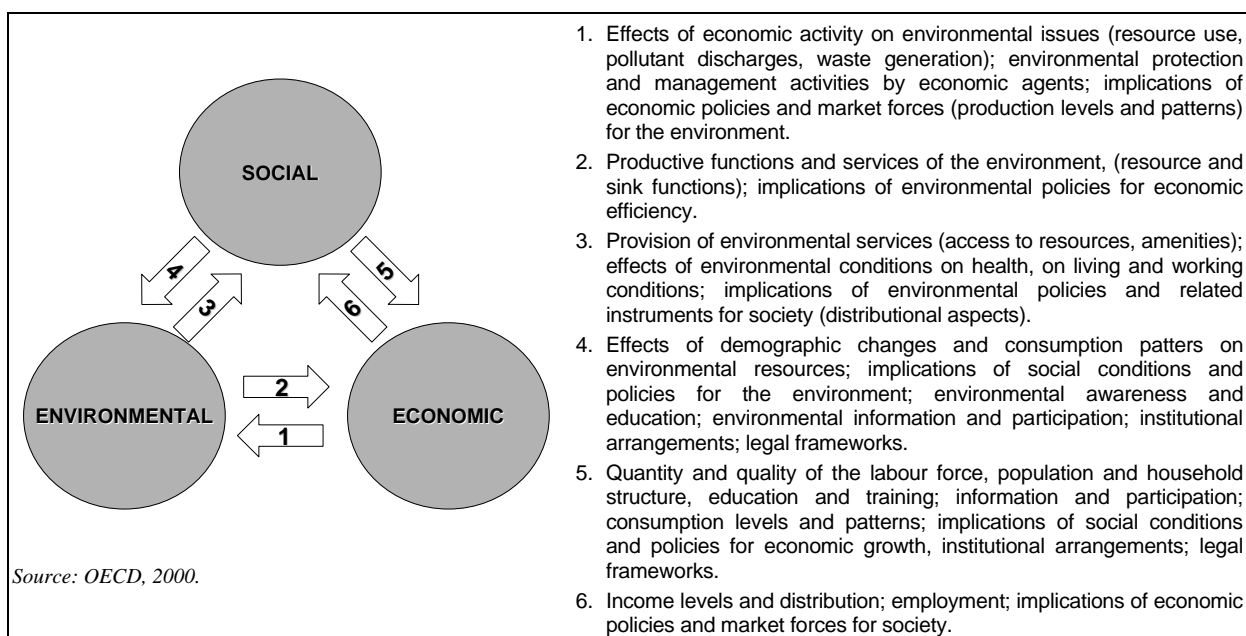 SOCIAL
4
3
5
6
ENVIRONMENTAL
2
1
ECONOMIC
Source: OECD, 2000.
1. Effects of economic activity on environmental issues (resource use,
pollutant discharges, waste generation); environmental protection
and management activities by economic agents; implications of
economic policies and market forces (production levels and patterns)
for the environment.
2. Productive functions and services of the environment, (resource and
sink functions); implications of environmental policies for economic
efficiency.
3. Provision of environmental services (access to resources, amenities);
effects of environmental conditions on health, on living and working
conditions; implications of environmental policies and related
instruments for society (distributional aspects).
4. Effects of demographic changes and consumption patters on
environmental resources; implications of social conditions and
policies for the environment; environmental awareness and
education; environmental information and participation; institutional
arrangements; legal frameworks.
5. Quantity and quality of the labour force, population and household
structure, education and training; information and participation;
consumption levels and patterns; implications of social conditions
and policies for economic growth, institutional arrangements; legal
frameworks.
6. Income levels and distribution; employment; implications of economic
policies and market forces for society.